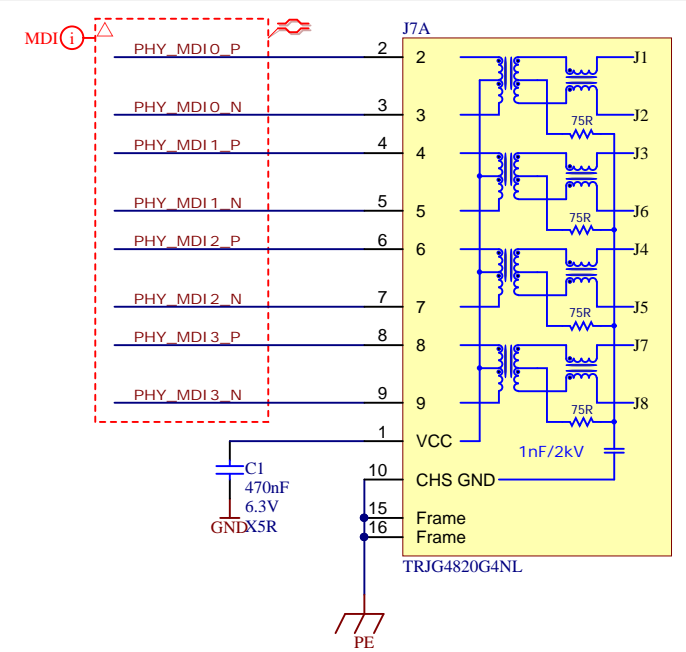 J7A
MDI i
PHY_MDI0_P 2 2 J1
PHY_MDI0_N 3 3 J2
75R
PHY_MDI1_P 4 4 J3
PHY_MDI1_N 5 5 J6
75R
PHY_MDI2_P 6 6 J4
PHY_MDI2_N 7 7 J5
75R
PHY_MDI3_P 8 8 J7
PHY_MDI3_N 9 9 J8
75R
1 VCC
1nF/2kV
C1
470nF
6.3V
X5R
GND
10 CHS GND
15 Frame
16 Frame
TRJG4820G4NL
PE